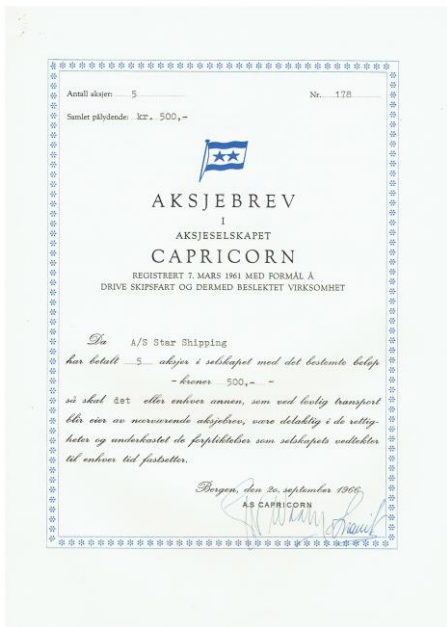 Antall aksjer: 5 Nr. 178
Samlet pålydende: kr. 500,-
AKSJEBREV
I
AKSJESELSKAPET
CAPRICORN
REGISTRERT 7. MARS 1961 MED FORMÅL Å
DRIVE SKIPSFART OG DERMED BESLEKTET VIRKSOMHET
Da A/S Star Shipping
har betalt 5 aksjer i selskapet med det bestemte beløp
- kroner 500,- -
så skal det eller enhver annen, som ved lovlig transport
blir eier av nærværende aksjebrev, være delaktig i de rettig-
heter og underkastet de forpliktelser som selskapets vedtekter
til enhver tid fastsetter.
Bergen, den 20. september 1966
A.S CAPRICORN